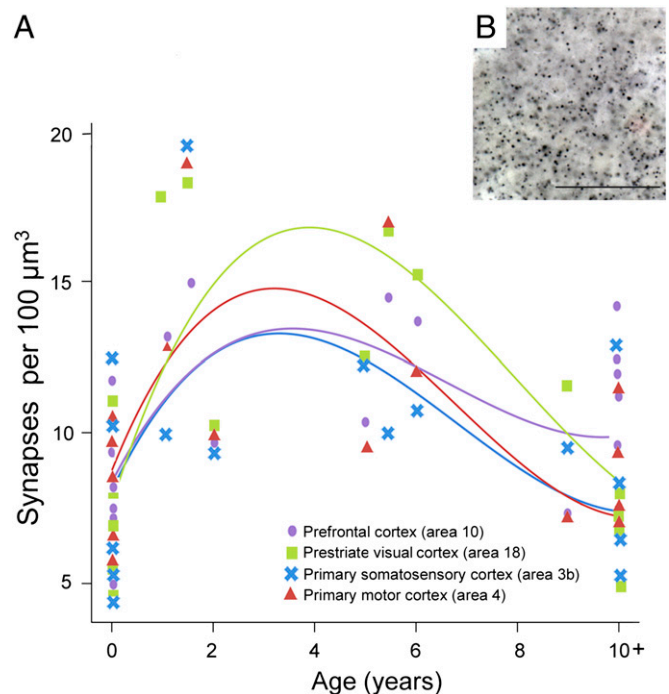 A
B
20
15
10
5
Synapses per 100 µm³
Prefrontal cortex (area 10)
Prestriate visual cortex (area 18)
Primary somatosensory cortex (area 3b)
Primary motor cortex (area 4)
0 2 4 6 8 10+
Age (years)